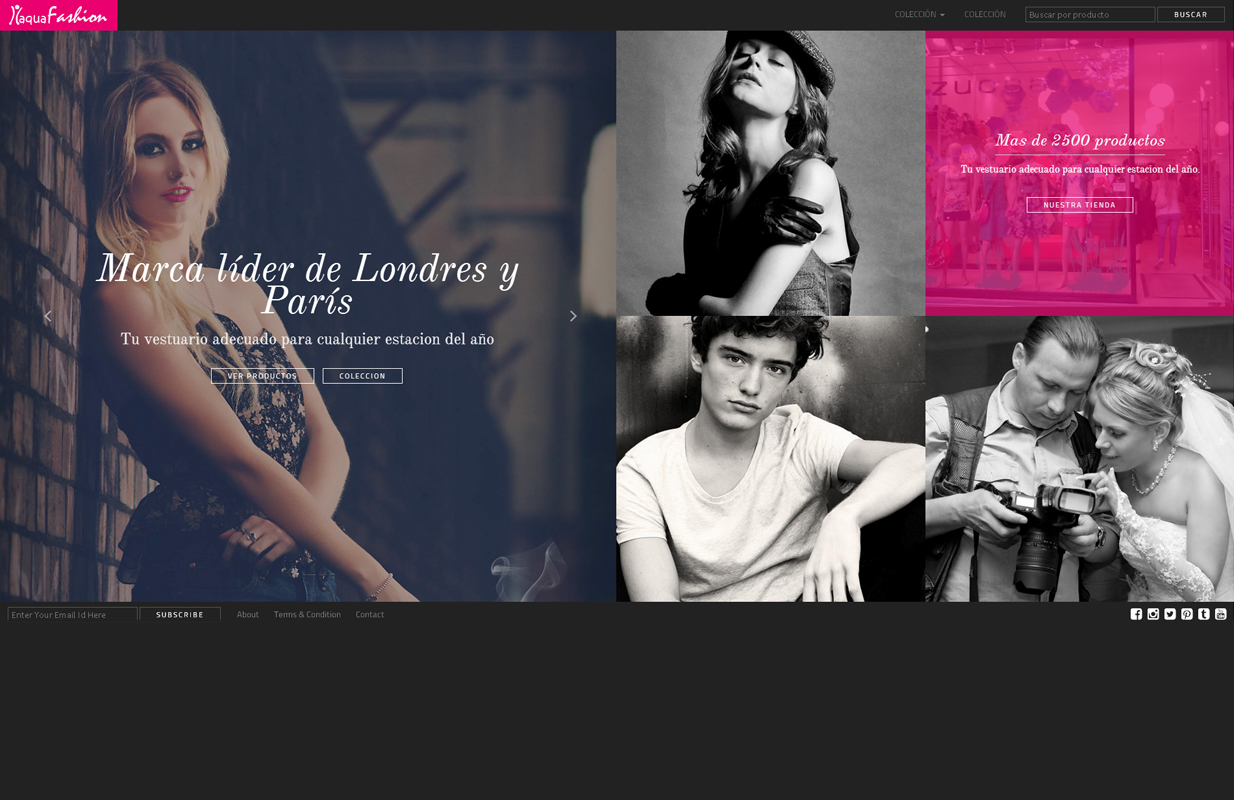 aquaFashion
COLECCIÓN
COLECCIÓN
Buscar por producto
BUSCAR
Marca líder de Londres y
París
Tu vestuario adecuado para cualquier estacion del año
VER PRODUCTOS
COLECCION
Mas de 2500 productos
Tu vestuario adecuado para cualquier estacion del año.
NUESTRA TIENDA
Enter Your Email Id Here
SUBSCRIBE
About
Terms & Condition
Contact